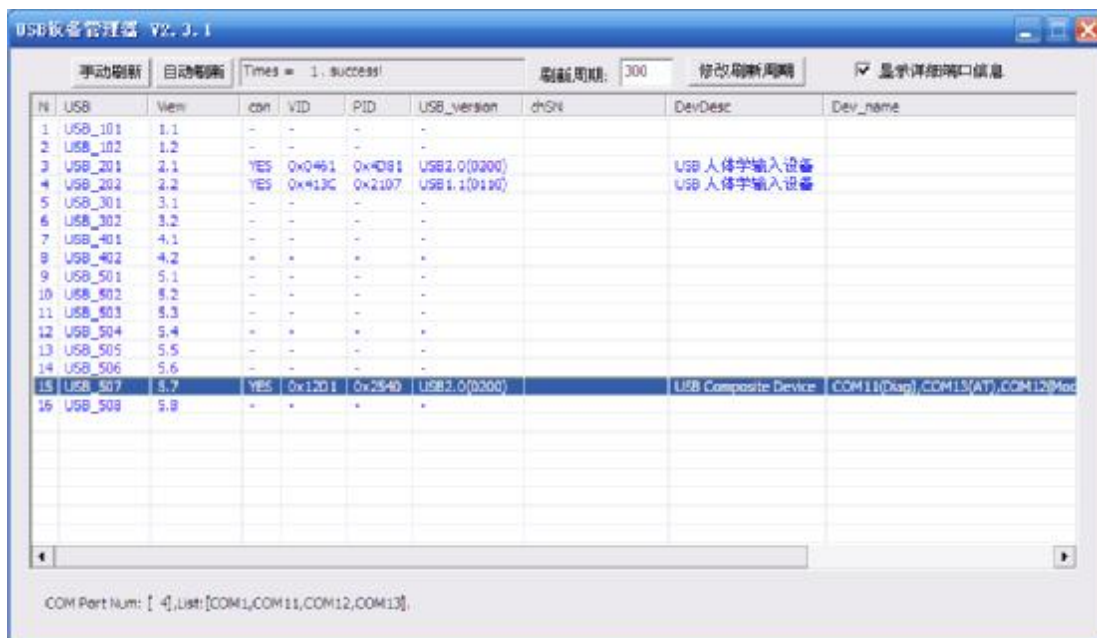 USB设备管理器 V2.3.1
手动刷新 自动刷新 Times = 1, success! 刷新周期: 300 修改刷新周期 显示详细端口信息
N USB View con VID PID USB_version chSN DevDesc Dev_name
1 USB_101 1.1 - - - -
2 USB_102 1.2 - - - -
3 USB_201 2.1 YES 0x0461 0x4D81 USB2.0(0200) USB 人体学输入设备
4 USB_202 2.2 YES 0x413C 0x2107 USB1.1(0110) USB 人体学输入设备
5 USB_301 3.1 - - - -
6 USB_302 3.2 - - - -
7 USB_401 4.1 - - - -
8 USB_402 4.2 - - - -
9 USB_501 5.1 - - - -
10 USB_502 5.2 - - - -
11 USB_503 5.3 - - - -
12 USB_504 5.4 - - - -
13 USB_505 5.5 - - - -
14 USB_506 5.6 - - - -
15 USB_507 5.7 YES 0x12D1 0x2540 USB2.0(0200) USB Composite Device COM11(Diag),COM13(AT),COM12(Mod
16 USB_508 5.8 - - - -
COM Port Num: [ 4],List:[COM1,COM11,COM12,COM13].